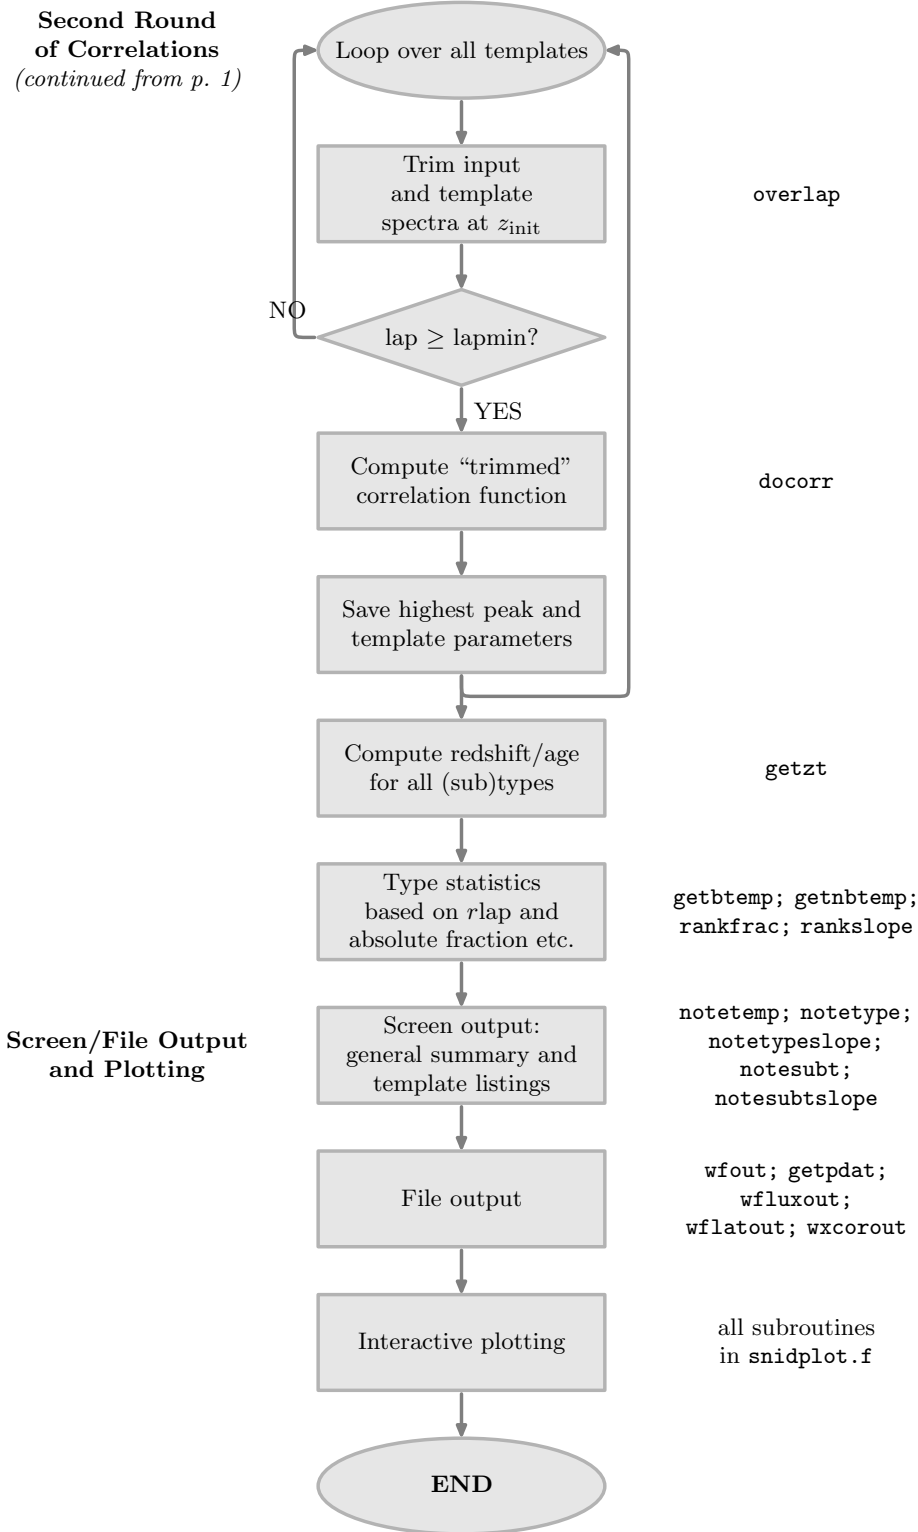 Second Round
of Correlations
(continued from p. 1)
Loop over all templates
Trim input
and template
spectra at z_init
overlap
NO
lap ≥ lapmin?
YES
Compute “trimmed”
correlation function
docorr
Save highest peak and
template parameters
Compute redshift/age
for all (sub)types
getzt
Type statistics
based on rlap and
absolute fraction etc.
getbtemp; getnbtemp;
rankfrac; rankslope
Screen/File Output
and Plotting
Screen output:
general summary and
template listings
notetemp; notetype;
notetypeslope;
notesubt;
notesubtslope
File output
wfout; getpdat;
wfluxout;
wflatout; wxcorout
Interactive plotting
all subroutines
in snidplot.f
END